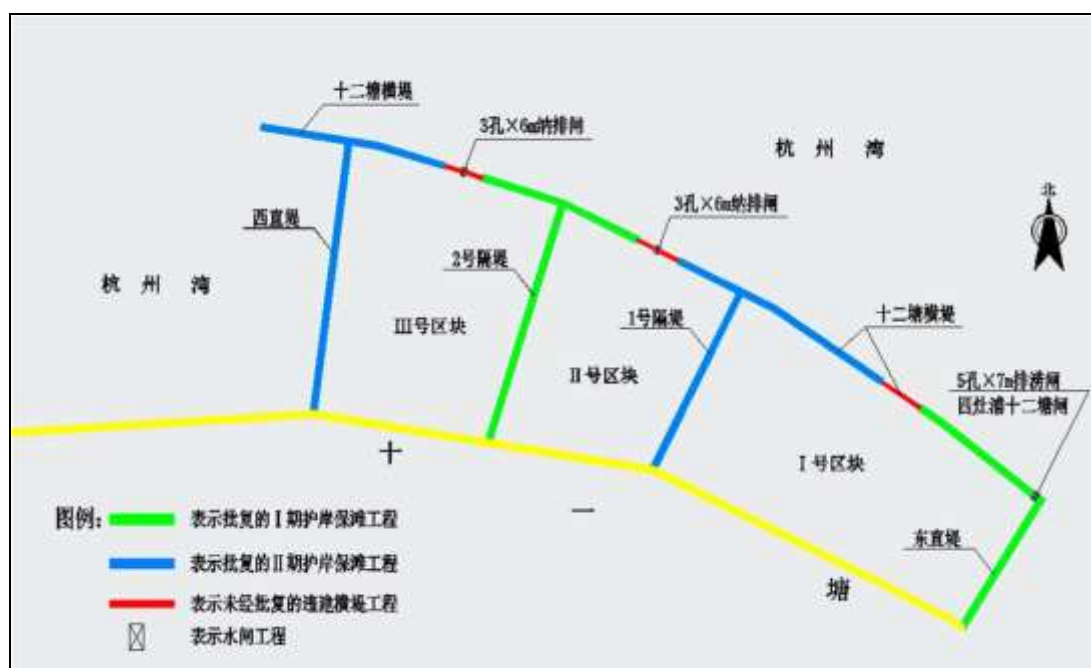 十二塘横堤
3孔×6m纳排闸
杭 州 湾
北
3孔×6m纳排闸
西直堤
2号隔堤
杭 州 湾
1号隔堤
十二塘横堤
III号区块
II号区块
5孔×7m排涝闸
四灶浦十二塘闸
I号区块
十
一
塘
东直堤
图例:
表示批复的I期护岸保滩工程
表示批复的II期护岸保滩工程
表示未经批复的违建横堤工程
表示水闸工程